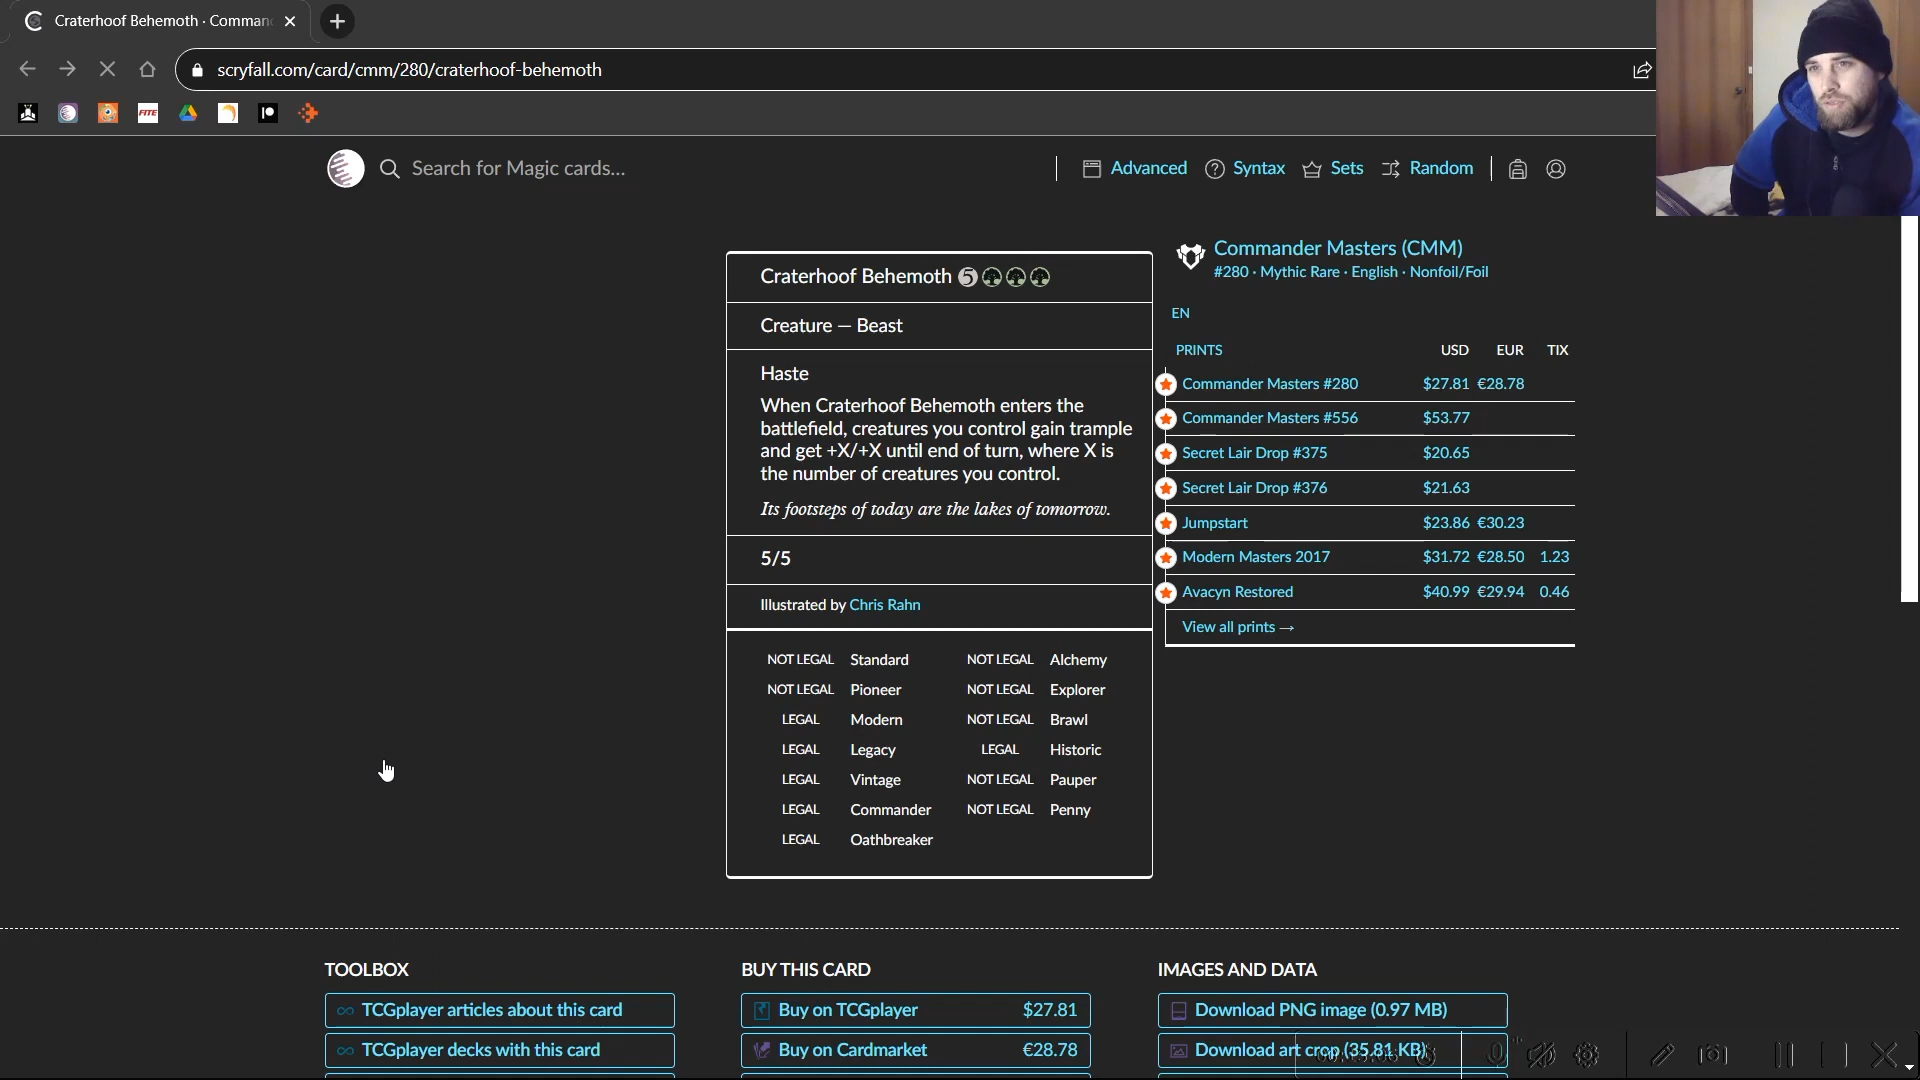 Craterhoof Behemoth · Comman
scryfall.com/card/cmm/280/craterhoof-behemoth
FITE
Search for Magic cards...
Advanced
Syntax
Sets
Random
Craterhoof Behemoth 5
Creature — Beast
Haste
When Craterhoof Behemoth enters the
battlefield, creatures you control gain trample
and get +X/+X until end of turn, where X is
the number of creatures you control.
Its footsteps of today are the lakes of tomorrow.
5/5
Illustrated by Chris Rahn
NOT LEGAL Standard NOT LEGAL Alchemy
NOT LEGAL Pioneer NOT LEGAL Explorer
LEGAL Modern NOT LEGAL Brawl
LEGAL Legacy LEGAL Historic
LEGAL Vintage NOT LEGAL Pauper
LEGAL Commander NOT LEGAL Penny
LEGAL Oathbreaker
Commander Masters (CMM)
#280 · Mythic Rare · English · Nonfoil/Foil
EN
PRINTS USD EUR TIX
Commander Masters #280 $27.81 €28.78
Commander Masters #556 $53.77
Secret Lair Drop #375 $20.65
Secret Lair Drop #376 $21.63
Jumpstart $23.86 €30.23
Modern Masters 2017 $31.72 €28.50 1.23
Avacyn Restored $40.99 €29.94 0.46
View all prints →
TOOLBOX
TCGplayer articles about this card
TCGplayer decks with this card
BUY THIS CARD
Buy on TCGplayer $27.81
Buy on Cardmarket €28.78
IMAGES AND DATA
Download PNG image (0.97 MB)
Download art crop (35.81 KB)